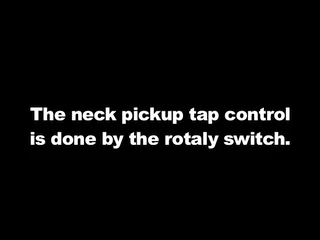 The neck pickup tap control
is done by the rotaly switch.